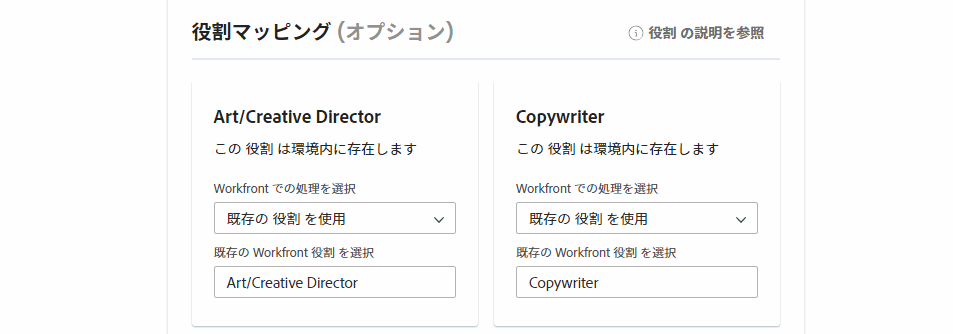 役割マッピング (オプション)
役割 の説明を参照
Art/Creative Director
この 役割 は環境内に存在します
Workfront での処理を選択
既存の 役割 を使用
既存の Workfront 役割 を選択
Art/Creative Director
Copywriter
この 役割 は環境内に存在します
Workfront での処理を選択
既存の 役割 を使用
既存の Workfront 役割 を選択
Copywriter